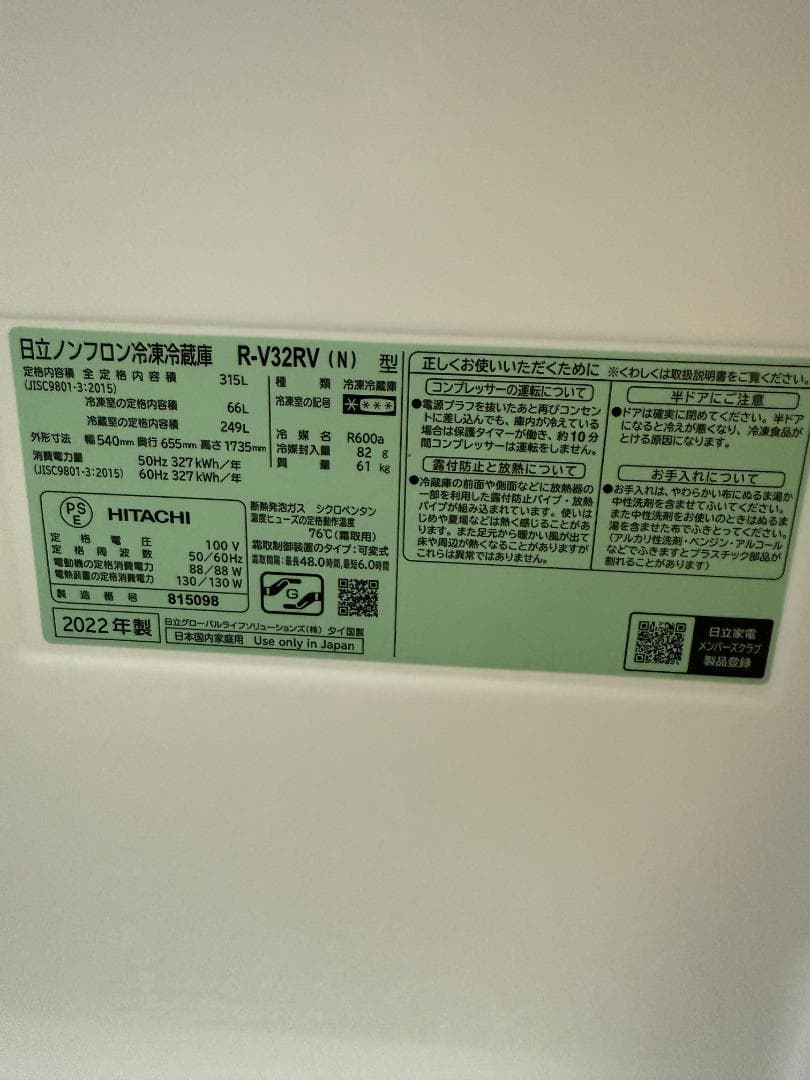 日立ノンフロン冷凍冷蔵庫 R-V32RV (N) 型
定格内容積 全定格内容積 315L
(JISC9801-3:2015)
冷凍室の定格内容積 66L
冷蔵室の定格内容積 249L
外形寸法 幅540mm 奥行655mm 高さ1735mm
消費電力量 50Hz 327kWh/年
(JISC9801-3:2015) 60Hz 327kWh/年
種類 冷凍冷蔵庫
冷凍室の記号 ****
冷媒名 R600a
冷媒封入量 82 g
質量 61 kg
PSE HITACHI
定格電圧 100 V
定格周波数 50/60Hz
電動機の定格消費電力 88/88 W
電熱装置の定格消費電力 130/130 W
製造番号 815098
断熱発泡ガス シクロペンタン
温度ヒューズの定格動作温度
76℃(霜取用)
霜取制御装置のタイプ:可変式
霜取間隔:最長48.0時間,最短6.0時間
G
2022年製
日立グローバルライフソリューションズ(株) タイ国製
日本国内家庭用 Use only in Japan
正しくお使いいただくために ※くわしくは取扱説明書をご覧ください。
コンプレッサーの運転について
●電源プラグを抜いたあと再びコンセン
トに差し込んでも、庫内が冷えている
場合は保護タイマーが働き、約10分
間コンプレッサーは運転をしません。
露付防止と放熱について
●冷蔵庫の前面や側面などに放熱器の
一部を利用した露付防止パイプ・放熱
パイプが組み込まれています。使いは
じめや夏場などは熱く感じることがあ
ります。また足元から暖かい風が出て
床や周辺が熱くなることがありますが
これらは異常ではありません。
半ドアにご注意
●ドアは確実に閉めてください。半ドア
になると冷えが悪くなり、冷凍食品が
とける原因になります。
お手入れについて
●お手入れは、やわらかい布にぬるま湯か
中性洗剤を含ませてふいてください。
また中性洗剤をお使いのときはぬるま
湯を含ませた布でふきとってください。
(アルカリ性洗剤・ベンジン・アルコール
などでふきますとプラスチック部品が
割れることがあります)
日立家電
メンバーズクラブ
製品登録